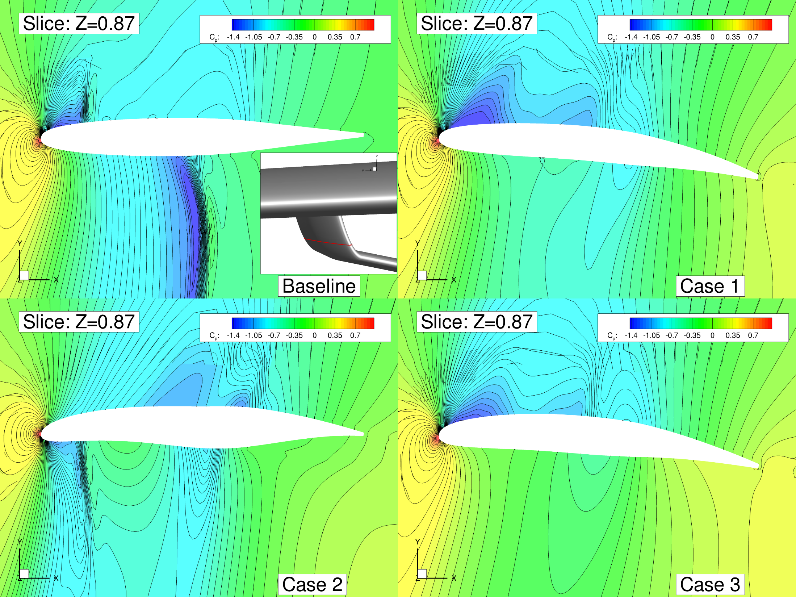 Slice: Z=0.87
Cp: -1.4 -1.05 -0.7 -0.35 0 0.35 0.7
Y
X
Baseline
Slice: Z=0.87
Cp: -1.4 -1.05 -0.7 -0.35 0 0.35 0.7
Y
X
Case 1
Slice: Z=0.87
Cp: -1.4 -1.05 -0.7 -0.35 0 0.35 0.7
Y
X
Case 2
Slice: Z=0.87
Cp: -1.4 -1.05 -0.7 -0.35 0 0.35 0.7
Y
X
Case 3